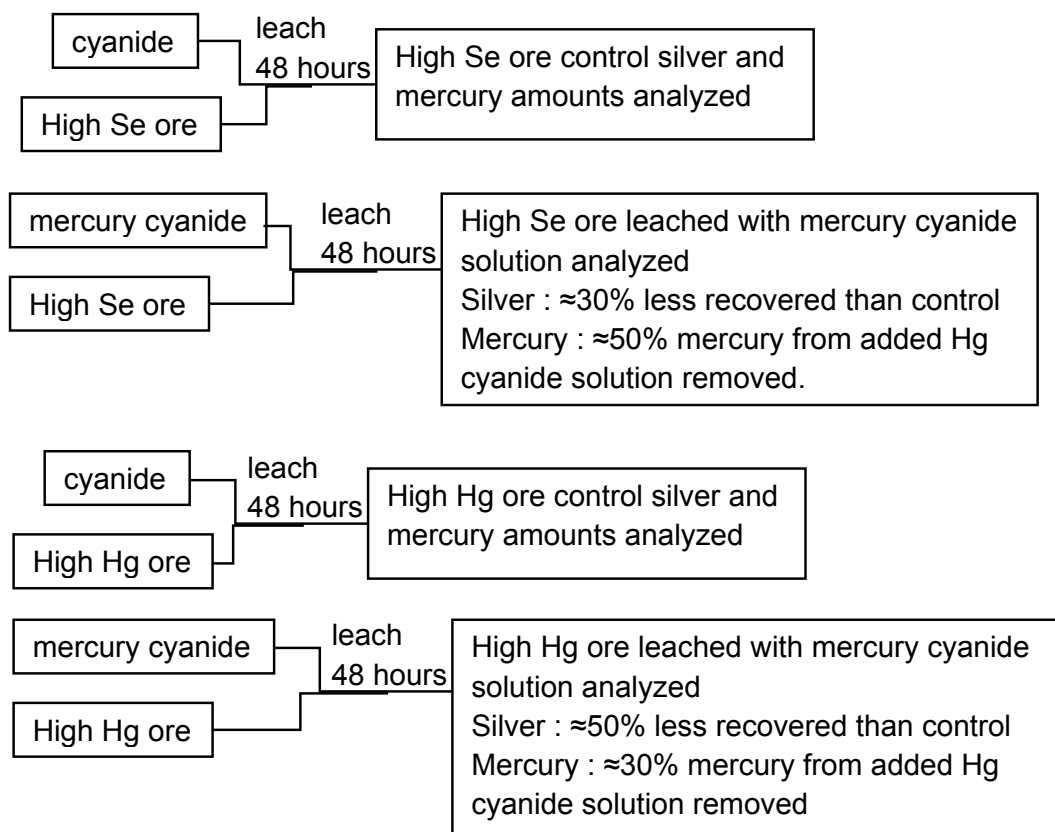 cyanide
leach
48 hours
High Se ore
High Se ore control silver and
mercury amounts analyzed
mercury cyanide
leach
48 hours
High Se ore
High Se ore leached with mercury cyanide
solution analyzed
Silver : ≈30% less recovered than control
Mercury : ≈50% mercury from added Hg
cyanide solution removed.
cyanide
leach
48 hours
High Hg ore
High Hg ore control silver and
mercury amounts analyzed
mercury cyanide
leach
48 hours
High Hg ore
High Hg ore leached with mercury cyanide
solution analyzed
Silver : ≈50% less recovered than control
Mercury : ≈30% mercury from added Hg
cyanide solution removed